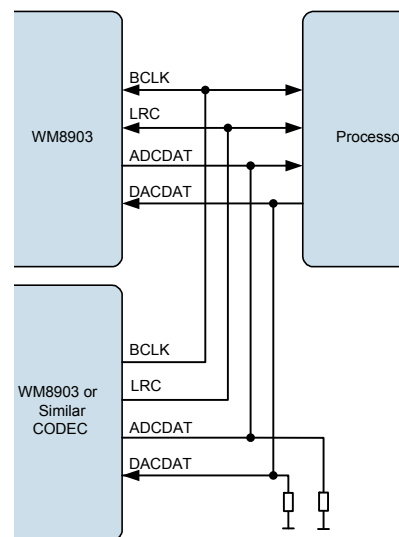 BCLK
LRC
WM8903
Processo
ADCDAT
DACDAT
BCLK
WM8903 or
LRC
Similar
CODEC
ADCDAT
DACDAT